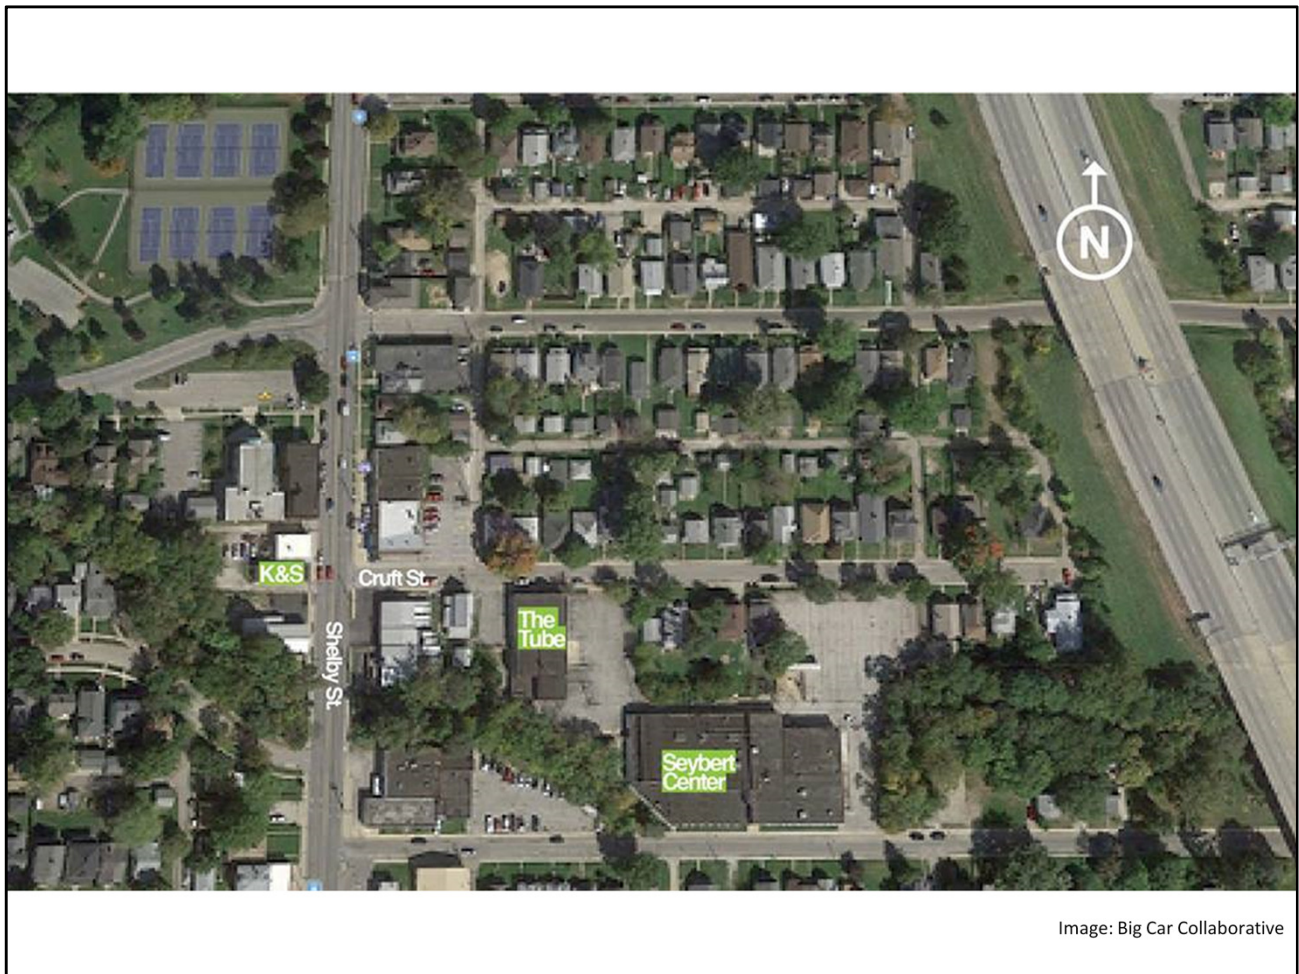 N
K&S
Cruft St.
The
Tube
Shelby St.
Seybert
Center
Image: Big Car Collaborative